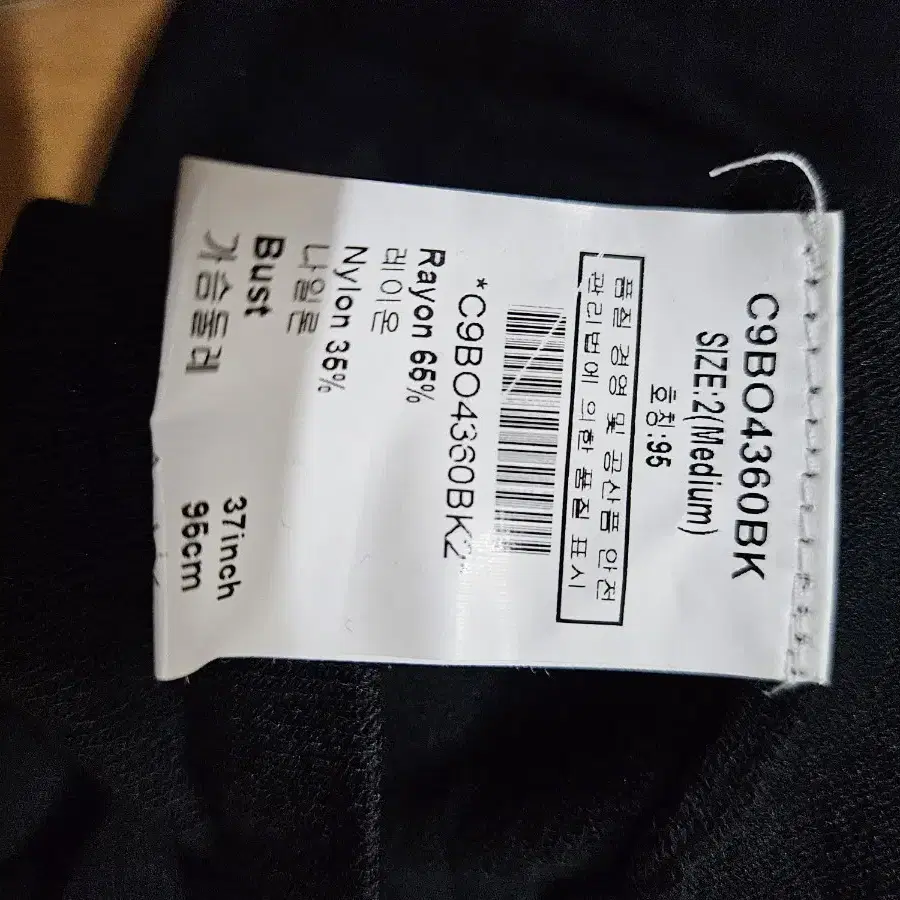 C9BO4360BK
SIZE:2(Medium)
호칭:95
품질 경영 및 공산품 안전
관리법에 의한 품질 표시
*C9BO4360BK2*
Rayon 65%
레이온
Nylon 35%
나일론
Bust 37inch
가슴둘레 95cm